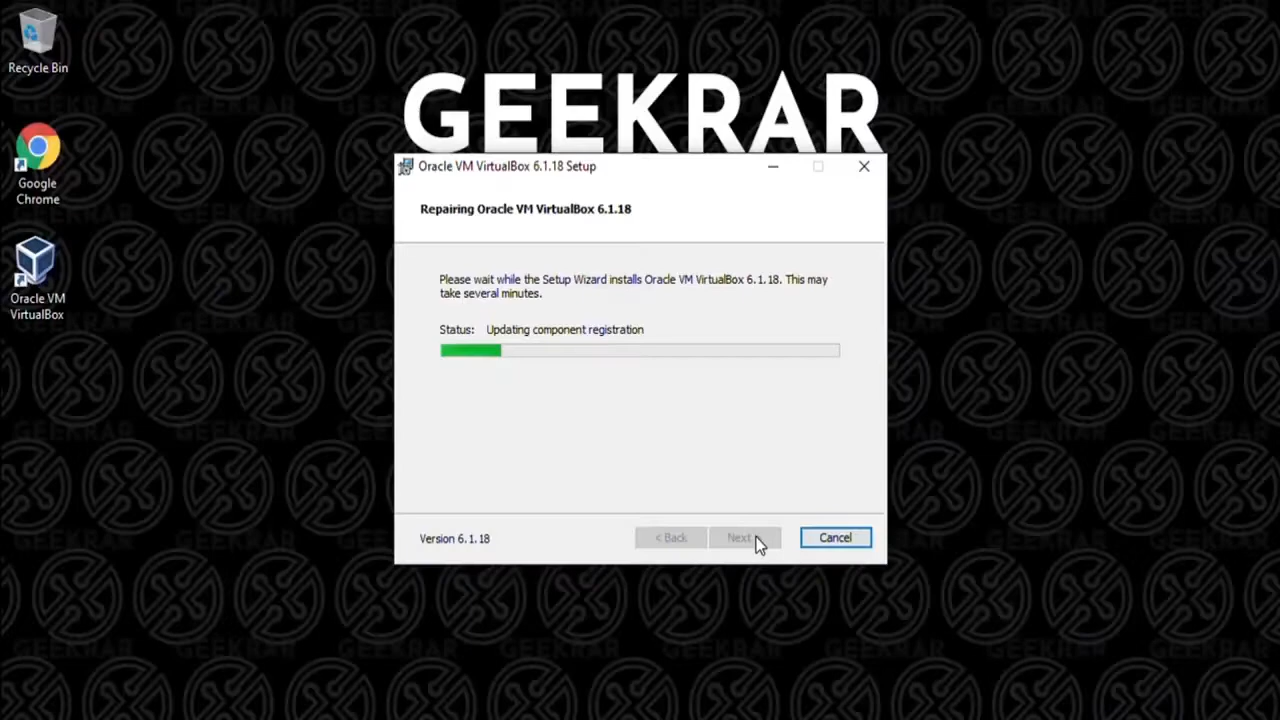 Recycle Bin
Google
Chrome
Oracle VM
VirtualBox
GEEKRAR
Oracle VM VirtualBox 6.1.18 Setup
Repairing Oracle VM VirtualBox 6.1.18
Please wait while the Setup Wizard installs Oracle VM VirtualBox 6.1.18. This may
take several minutes.
Status: Updating component registration
Version 6.1.18
< Back
Next
Cancel